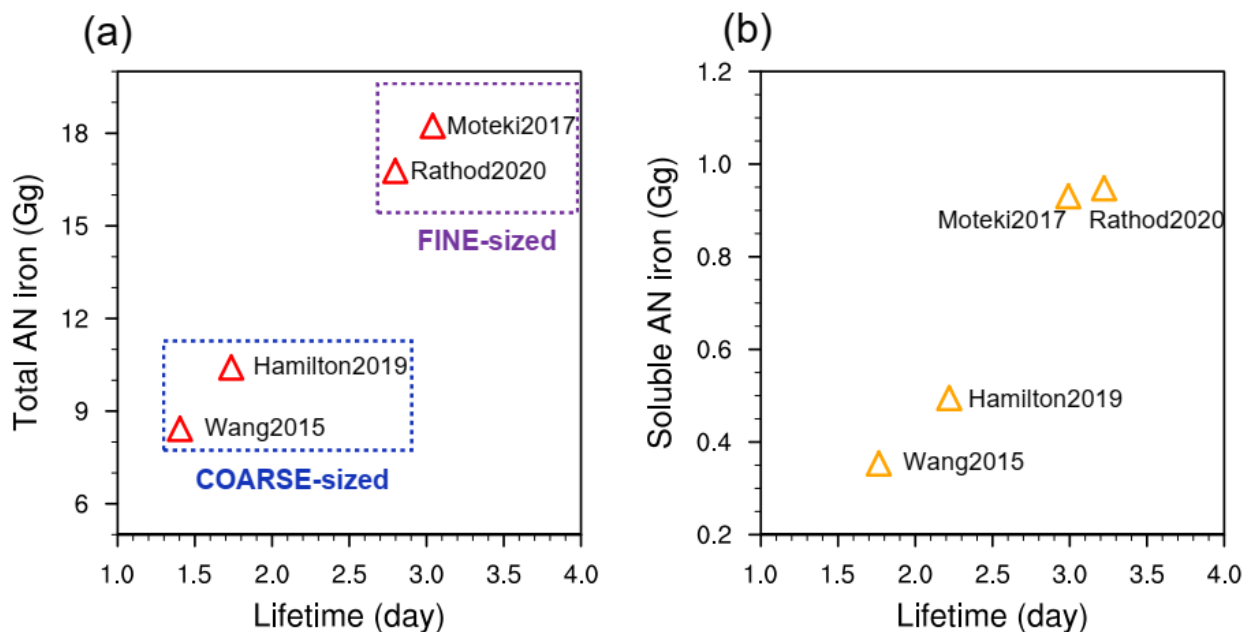 (a)
Total AN iron (Gg)
18
15
12
9
6
Moteki2017
Rathod2020
FINE-sized
Hamilton2019
Wang2015
COARSE-sized
1.0 1.5 2.0 2.5 3.0 3.5 4.0
Lifetime (day)
(b)
Soluble AN iron (Gg)
1.2
1.0
0.8
0.6
0.4
0.2
Moteki2017 Rathod2020
Hamilton2019
Wang2015
1.0 1.5 2.0 2.5 3.0 3.5 4.0
Lifetime (day)